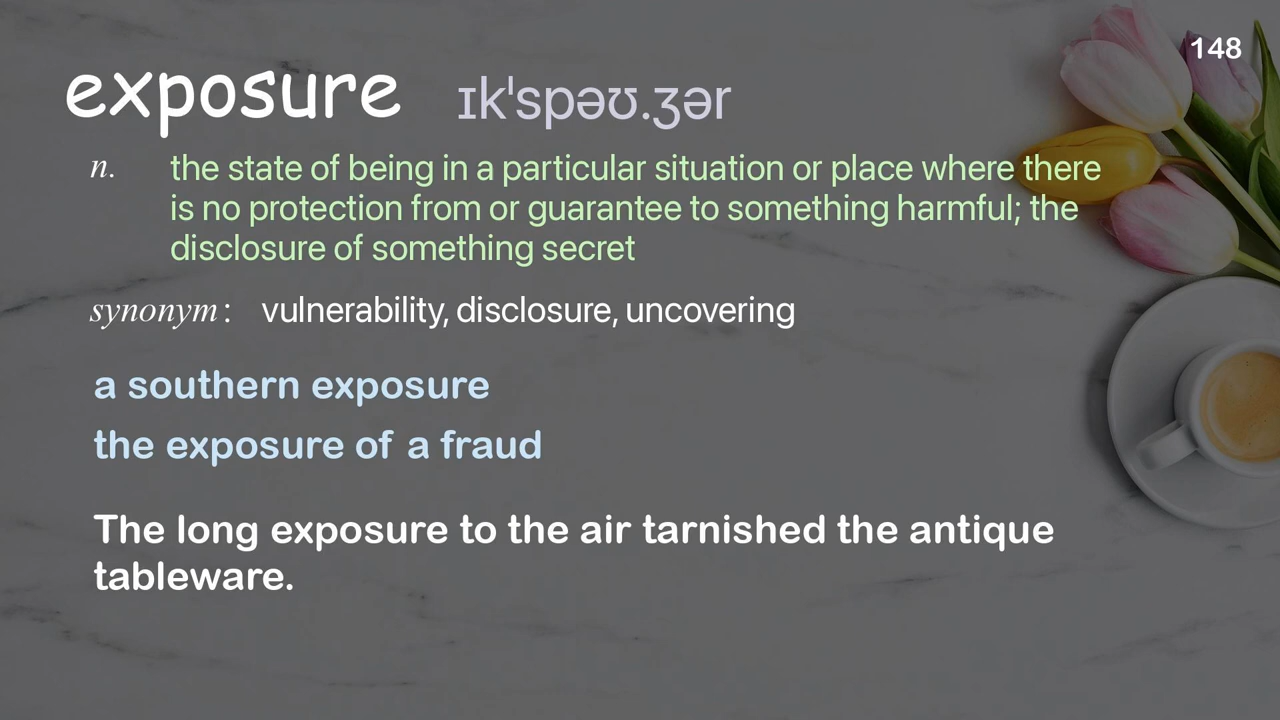 148
exposure ɪkˈspəʊ.ʒər
n. the state of being in a particular situation or place where there
is no protection from or guarantee to something harmful; the
disclosure of something secret
synonym: vulnerability, disclosure, uncovering
a southern exposure
the exposure of a fraud
The long exposure to the air tarnished the antique
tableware.